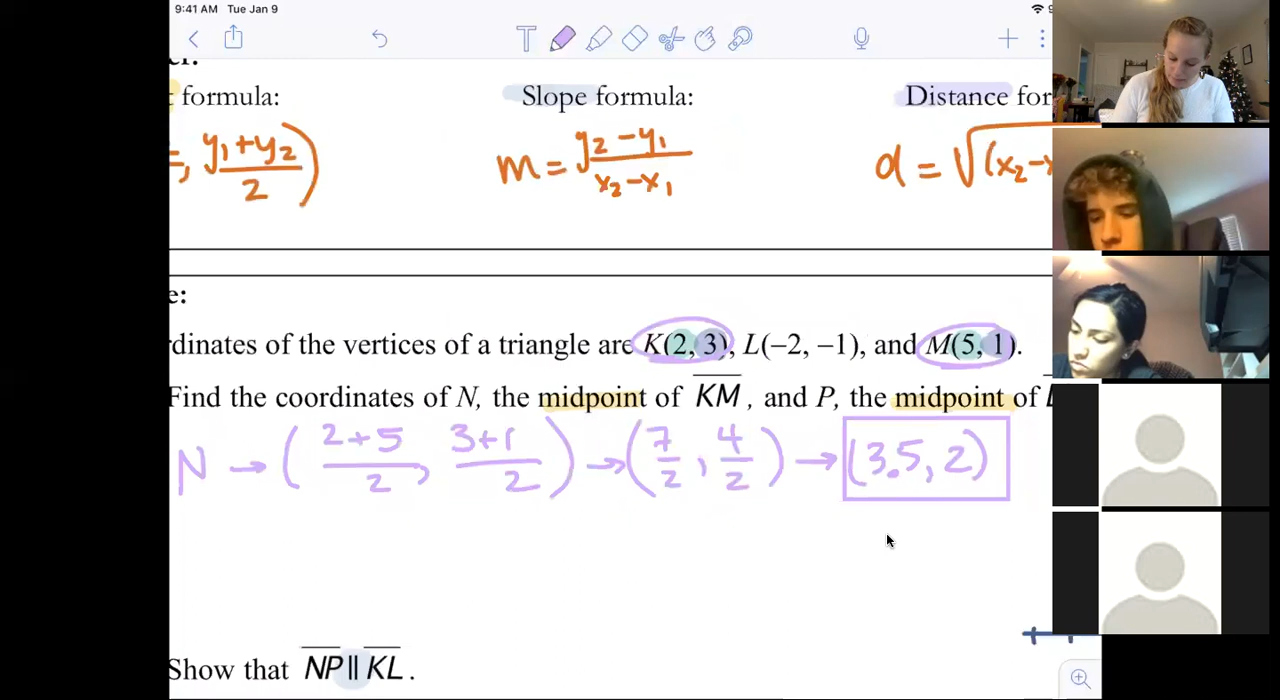 9:41 AM Tue Jan 9
T
formula:
Slope formula:
Distance for
, y₁+y₂/2)
m = y₂-y₁/x₂-x₁
d = √(x₂-x
e:
dinates of the vertices of a triangle are K(2, 3), L(−2, −1), and M(5, 1).
Find the coordinates of N, the midpoint of KM, and P, the midpoint of
N → (2+5/2, 3+1/2) → (7/2, 4/2) → (3.5, 2)
Show that NP ∥ KL.